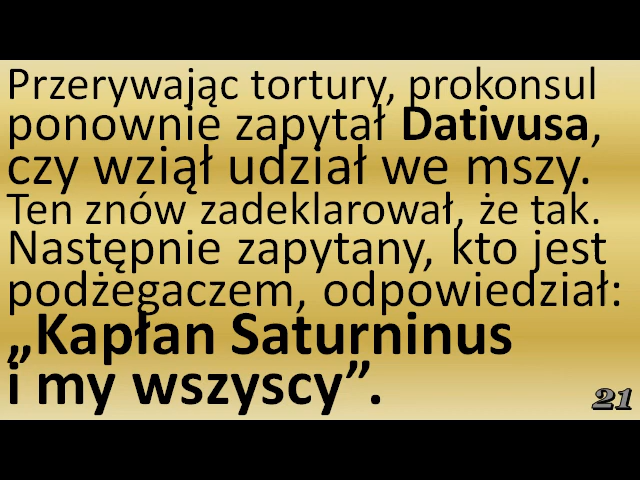 Przerywając tortury, prokonsul
ponownie zapytał Dativusa,
czy wziął udział we mszy.
Ten znów zadeklarował, że tak.
Następnie zapytany, kto jest
podżegaczem, odpowiedział:
„Kapłan Saturninus
i my wszyscy”.
21